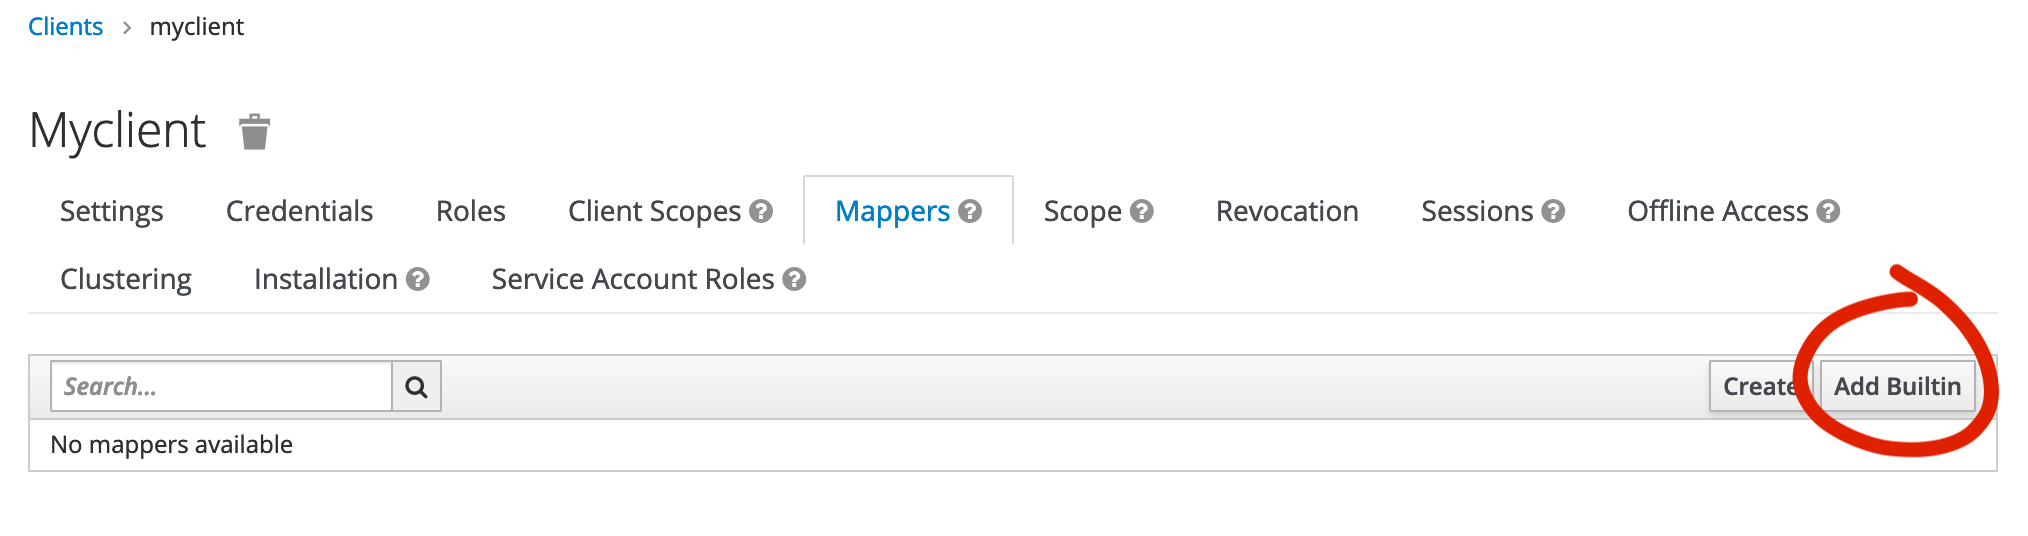 Clients > myclient
Myclient
Settings Credentials Roles Client Scopes ? Mappers ? Scope ? Revocation Sessions ? Offline Access ?
Clustering Installation ? Service Account Roles ?
Search... Create Add Builtin
No mappers available